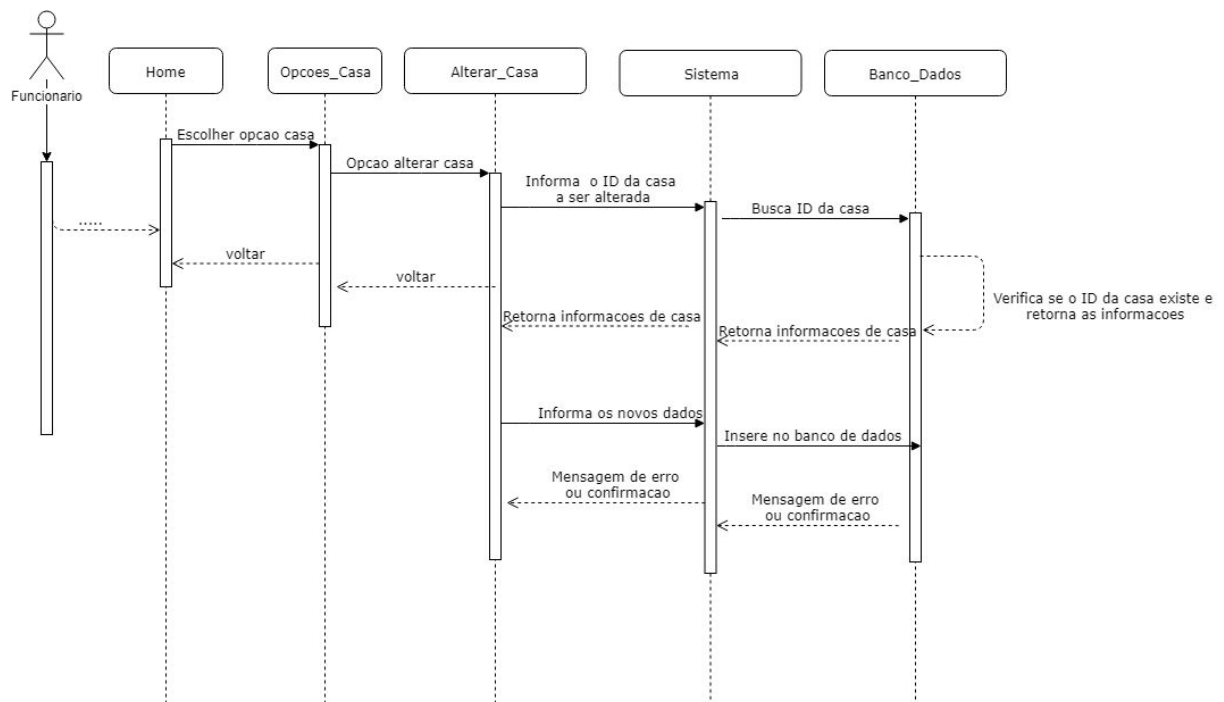 Funcionario
Home
Opcoes_Casa
Alterar_Casa
Sistema
Banco_Dados
Escolher opcao casa
Opcao alterar casa
Informa o ID da casa
a ser alterada
Busca ID da casa
.....
voltar
voltar
Verifica se o ID da casa existe e
retorna as informacoes
Retorna informacões de casa
Retorna informacões de casa
Informa os novos dados
Insere no banco de dados
Mensagem de erro
ou confirmacao
Mensagem de erro
ou confirmacao